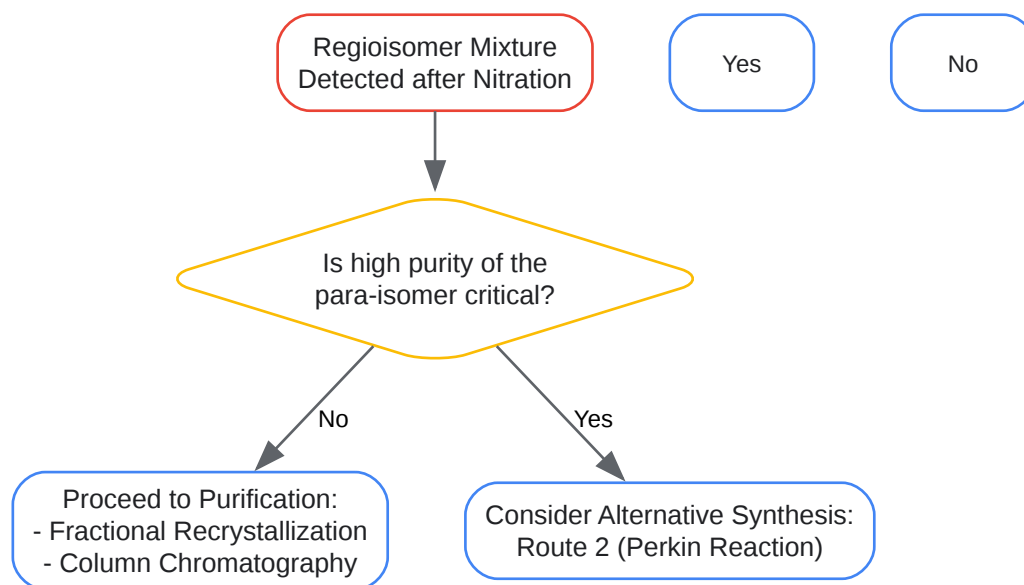 Regioisomer Mixture
Detected after Nitration
Yes
No
Is high purity of the
para-isomer critical?
No
Yes
Proceed to Purification:
- Fractional Recrystallization
- Column Chromatography
Consider Alternative Synthesis:
Route 2 (Perkin Reaction)